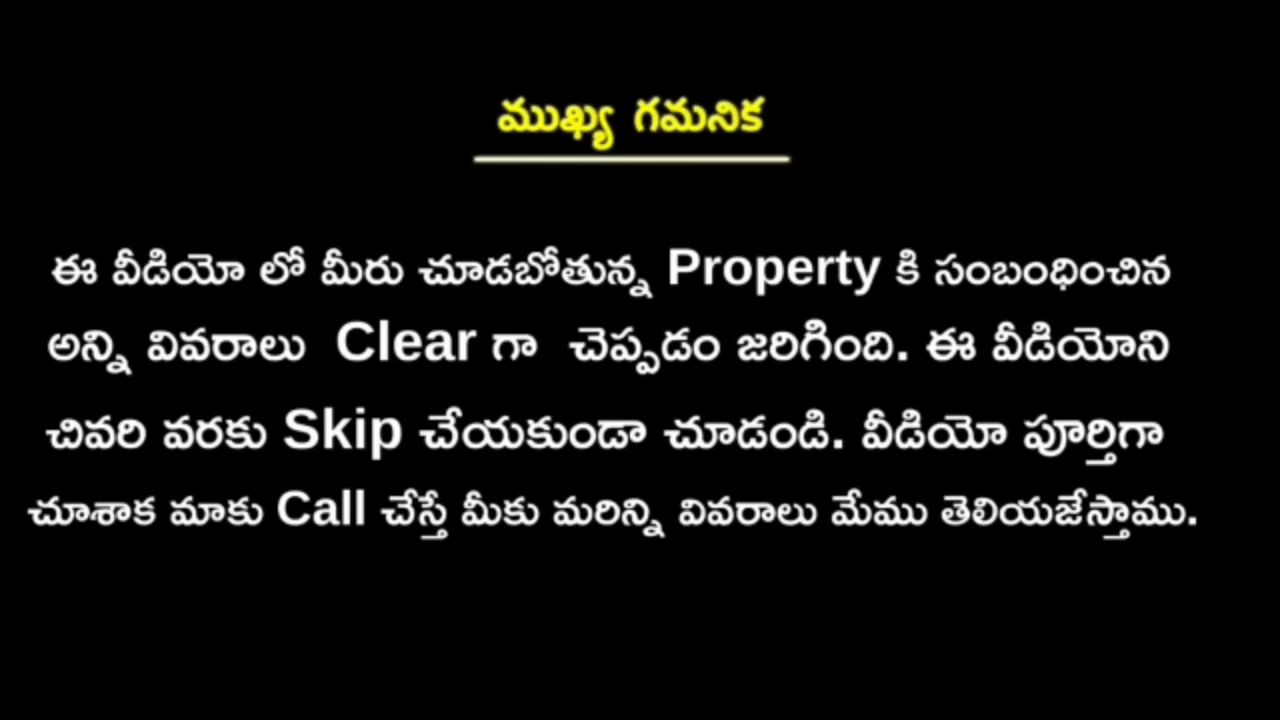 ముఖ్య గమనిక
ఈ వీడియో లో మీరు చూడబోతున్న Property కి సంబంధించిన
అన్ని వివరాలు Clear గా చెప్పడం జరిగింది. ఈ వీడియోని
చివరి వరకు Skip చేయకుండా చూడండి. వీడియో పూర్తిగా
చూశాక మాకు Call చేస్తే మీకు మరిన్ని వివరాలు మేము తెలియజేస్తాము.